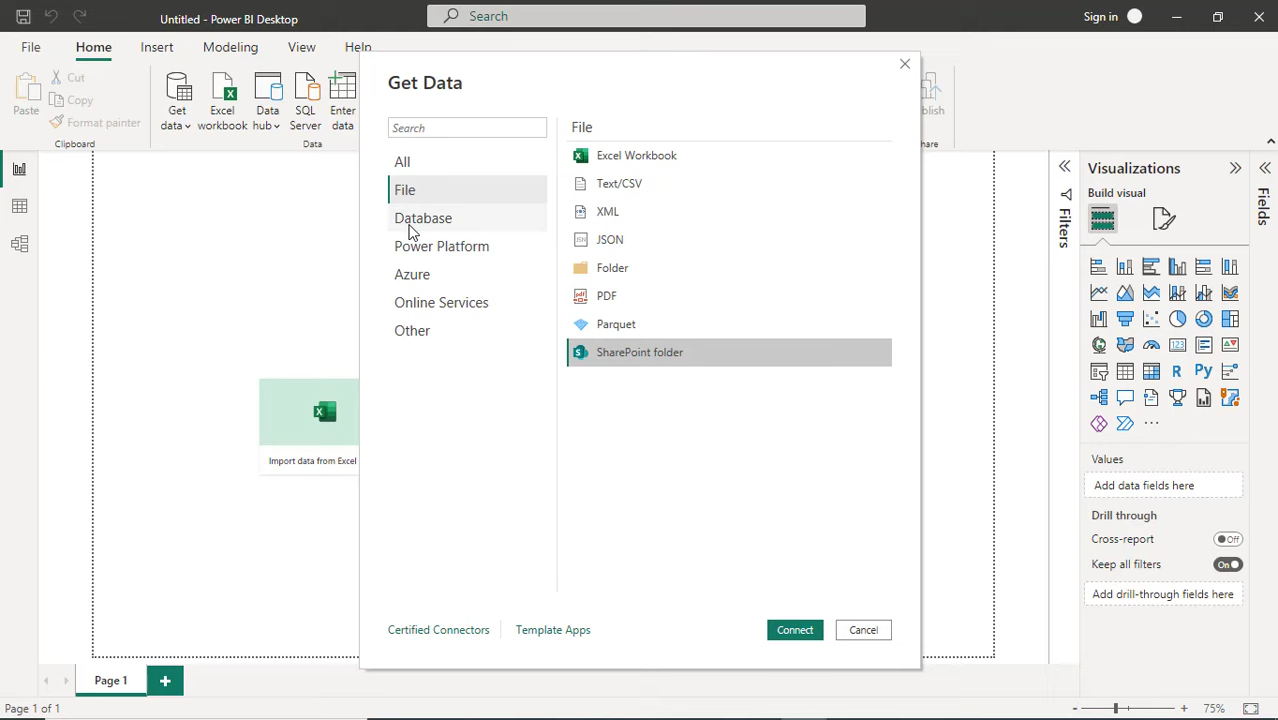 Untitled - Power BI Desktop
Search
Sign in
File
Home
Insert
Modeling
View
Help
Paste
Cut
Copy
Format painter
Clipboard
Get data
Excel workbook
Data hub
SQL Server
Enter data
Data
Get Data
Search
All
File
Database
Power Platform
Azure
Online Services
Other
File
Excel Workbook
Text/CSV
XML
JSON
Folder
PDF
Parquet
SharePoint folder
Certified Connectors
Template Apps
Connect
Cancel
Import data from Excel
Filters
Visualizations
Build visual
Fields
123
R
Py
Values
Add data fields here
Drill through
Cross-report
Off
Keep all filters
On
Add drill-through fields here
Page 1
Page 1 of 1
75%